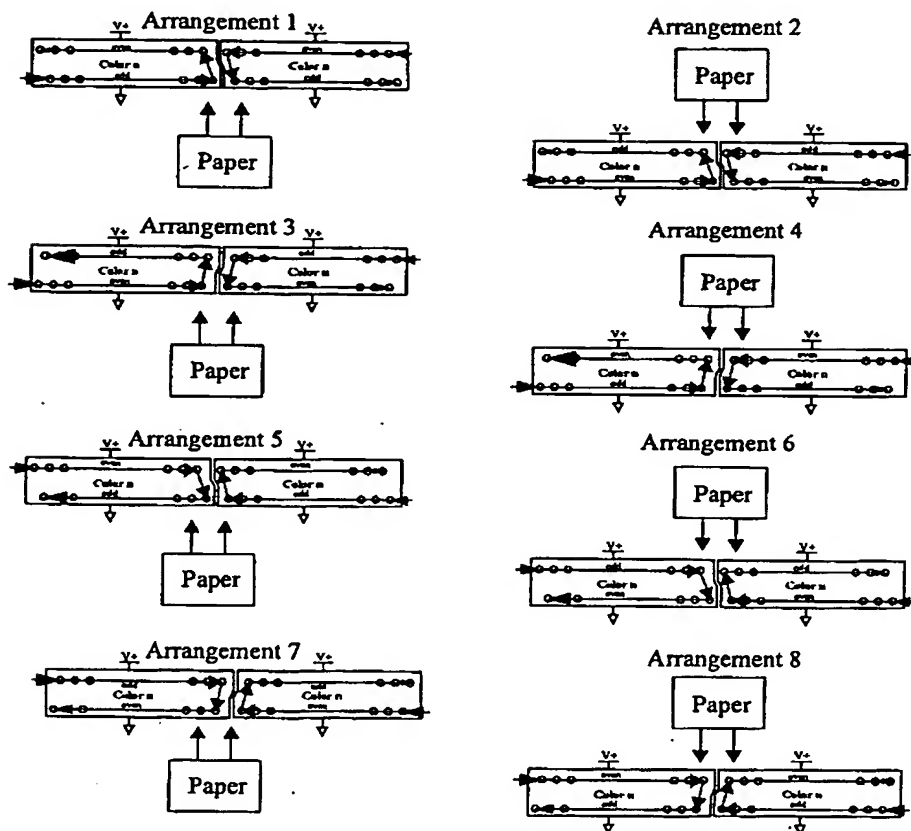 Arrangement 1
V+ V+
even even
Color n Color n
odd odd
Paper
Arrangement 2
Paper
V+ V+
odd odd
Color n Color n
even even
Arrangement 3
V+ V+
odd odd
Color n Color n
even even
Paper
Arrangement 4
Paper
V+ V+
even even
Color n Color n
odd odd
Arrangement 5
V+ V+
even even
Color n Color n
odd odd
Paper
Arrangement 6
Paper
V+ V+
odd odd
Color n Color n
even even
Arrangement 7
V+ V+
odd odd
Color n Color n
even even
Paper
Arrangement 8
Paper
V+ V+
even even
Color n Color n
odd odd